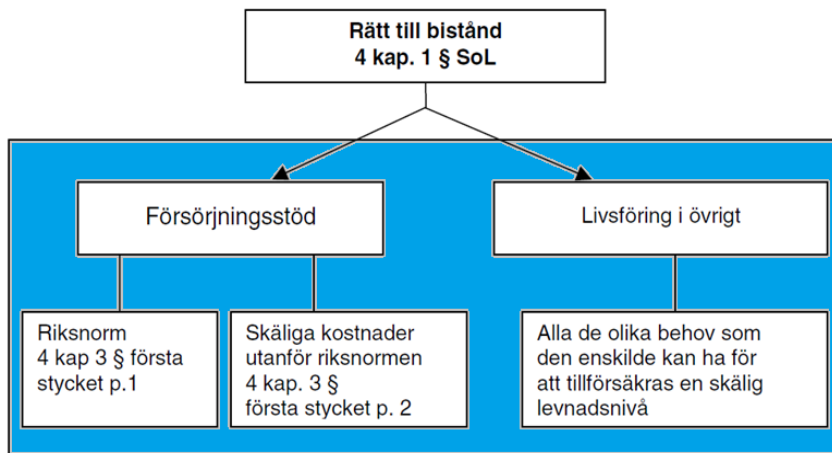 Rätt till bistånd
4 kap. 1 § SoL
Försörjningsstöd
Livsföring i övrigt
Riksnorm
4 kap 3 § första
stycket p.1
Skäliga kostnader
utanför riksnormen
4 kap. 3 §
första stycket p. 2
Alla de olika behov som
den enskilde kan ha för
att tillförsäkras en skälig
levnadsnivå